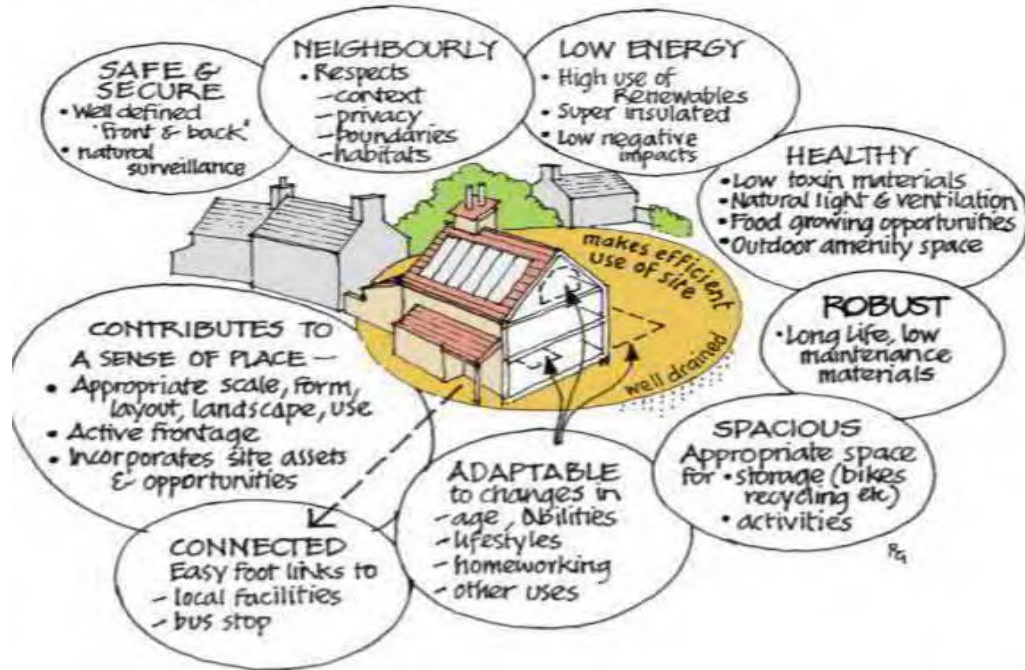 SAFE &
SECURE
• Well defined
'front & back'
• natural
surveillance
NEIGHBOURLY
• Respects
- context
- privacy
- boundaries
- habitats
LOW ENERGY
• High use of
Renewables
• Super insulated
• Low negative
impacts
HEALTHY
• Low toxin materials
• Natural light & ventilation
• Food growing opportunities
• Outdoor amenity space
makes efficient
use of site
well drained
ROBUST
• Long life, low
maintenance
materials
CONTRIBUTES TO
A SENSE OF PLACE —
• Appropriate scale, form,
layout, landscape, use
• Active frontage
• Incorporates site assets
& opportunities
SPACIOUS
Appropriate space
for • storage (bikes
recycling etc)
• activities
ADAPTABLE
to changes in
- age, abilities
- lifestyles
- homeworking
- other uses
CONNECTED
Easy foot links to
- local facilities
- bus stop